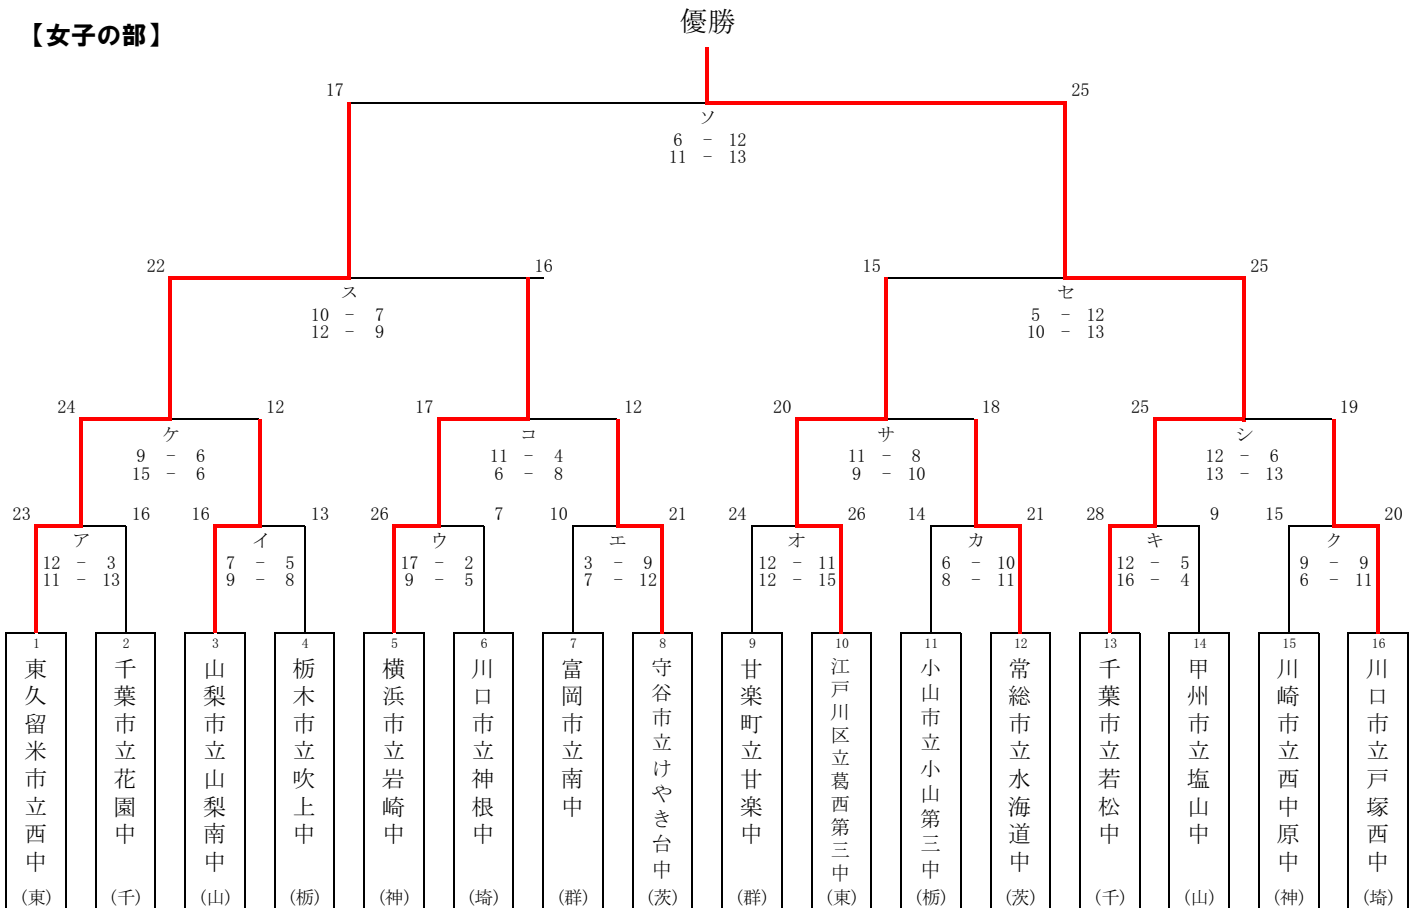 優勝
【女子の部】
17 25
ソ
6 － 12
11 － 13
22 16 15 25
ス セ
10 － 7 5 － 12
12 － 9 10 － 13
24 12 17 12 20 18 25 19
ケ コ サ シ
9 － 6 11 － 4 11 － 8 12 － 6
15 － 6 6 － 8 9 － 10 13 － 13
23 16 16 13 26 7 10 21 24 26 14 21 28 9 15 20
ア イ ウ エ オ カ キ ク
12 － 3 7 － 5 17 － 2 3 － 9 12 － 11 6 － 10 12 － 5 9 － 9
11 － 13 9 － 8 9 － 5 7 － 12 12 － 15 8 － 11 16 － 4 6 － 11
1 東久留米市立西中 (東)
2 千葉市立花園中 (千)
3 山梨市立山梨南中 (山)
4 栃木市立吹上中 (栃)
5 横浜市立岩崎中 (神)
6 川口市立神根中 (埼)
7 富岡市立南中 (群)
8 守谷市立けやき台中 (茨)
9 甘楽町立甘楽中 (群)
10 江戸川区立葛西第三中 (東)
11 小山市立小山第三中 (栃)
12 常総市立水海道中 (茨)
13 千葉市立若松中 (千)
14 甲州市立塩山中 (山)
15 川崎市立西中原中 (神)
16 川口市立戸塚西中 (埼)